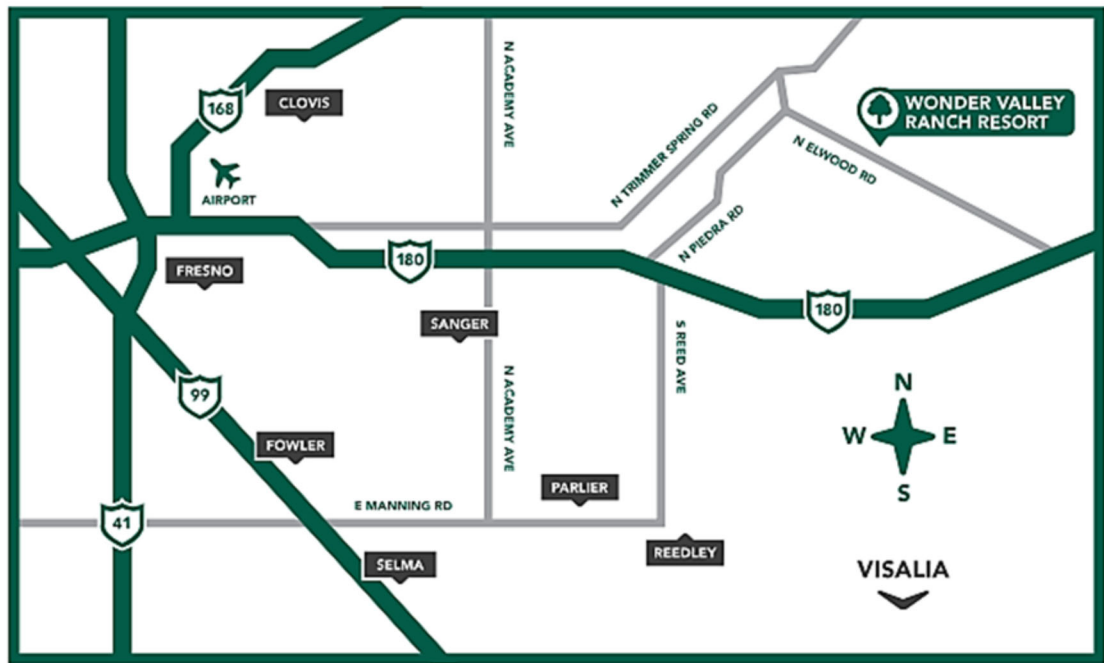 N ACADEMY AVE
168
CLOVIS
WONDER VALLEY
RANCH RESORT
N TRIMMER SPRING RD
N ELWOOD RD
AIRPORT
N PIEDRA RD
FRESNO
180
180
SANGER
S REED AVE
99
N ACADEMY AVE
N
W
E
S
FOWLER
PARLIER
E MANNING RD
41
REEDLEY
SELMA
VISALIA